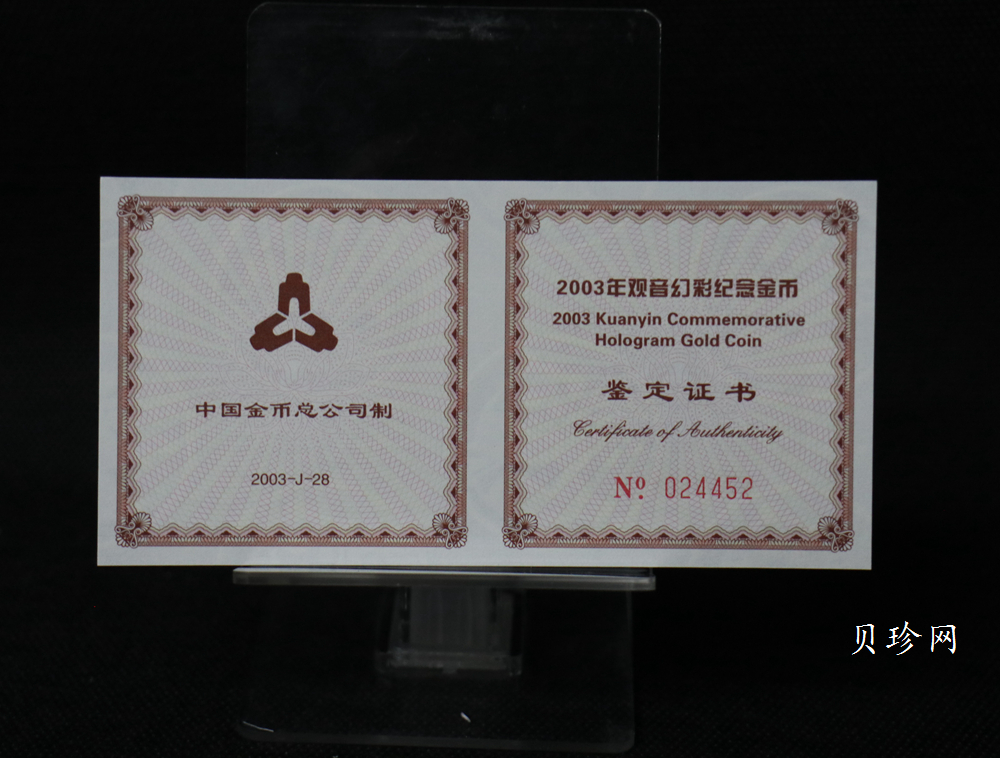 中国金币总公司制
2003-J-28
2003年观音幻彩纪念金币
2003 Kuanyin Commemorative
Hologram Gold Coin
鉴定证书
Certificate of Authenticity
Nº 024452
贝珍网